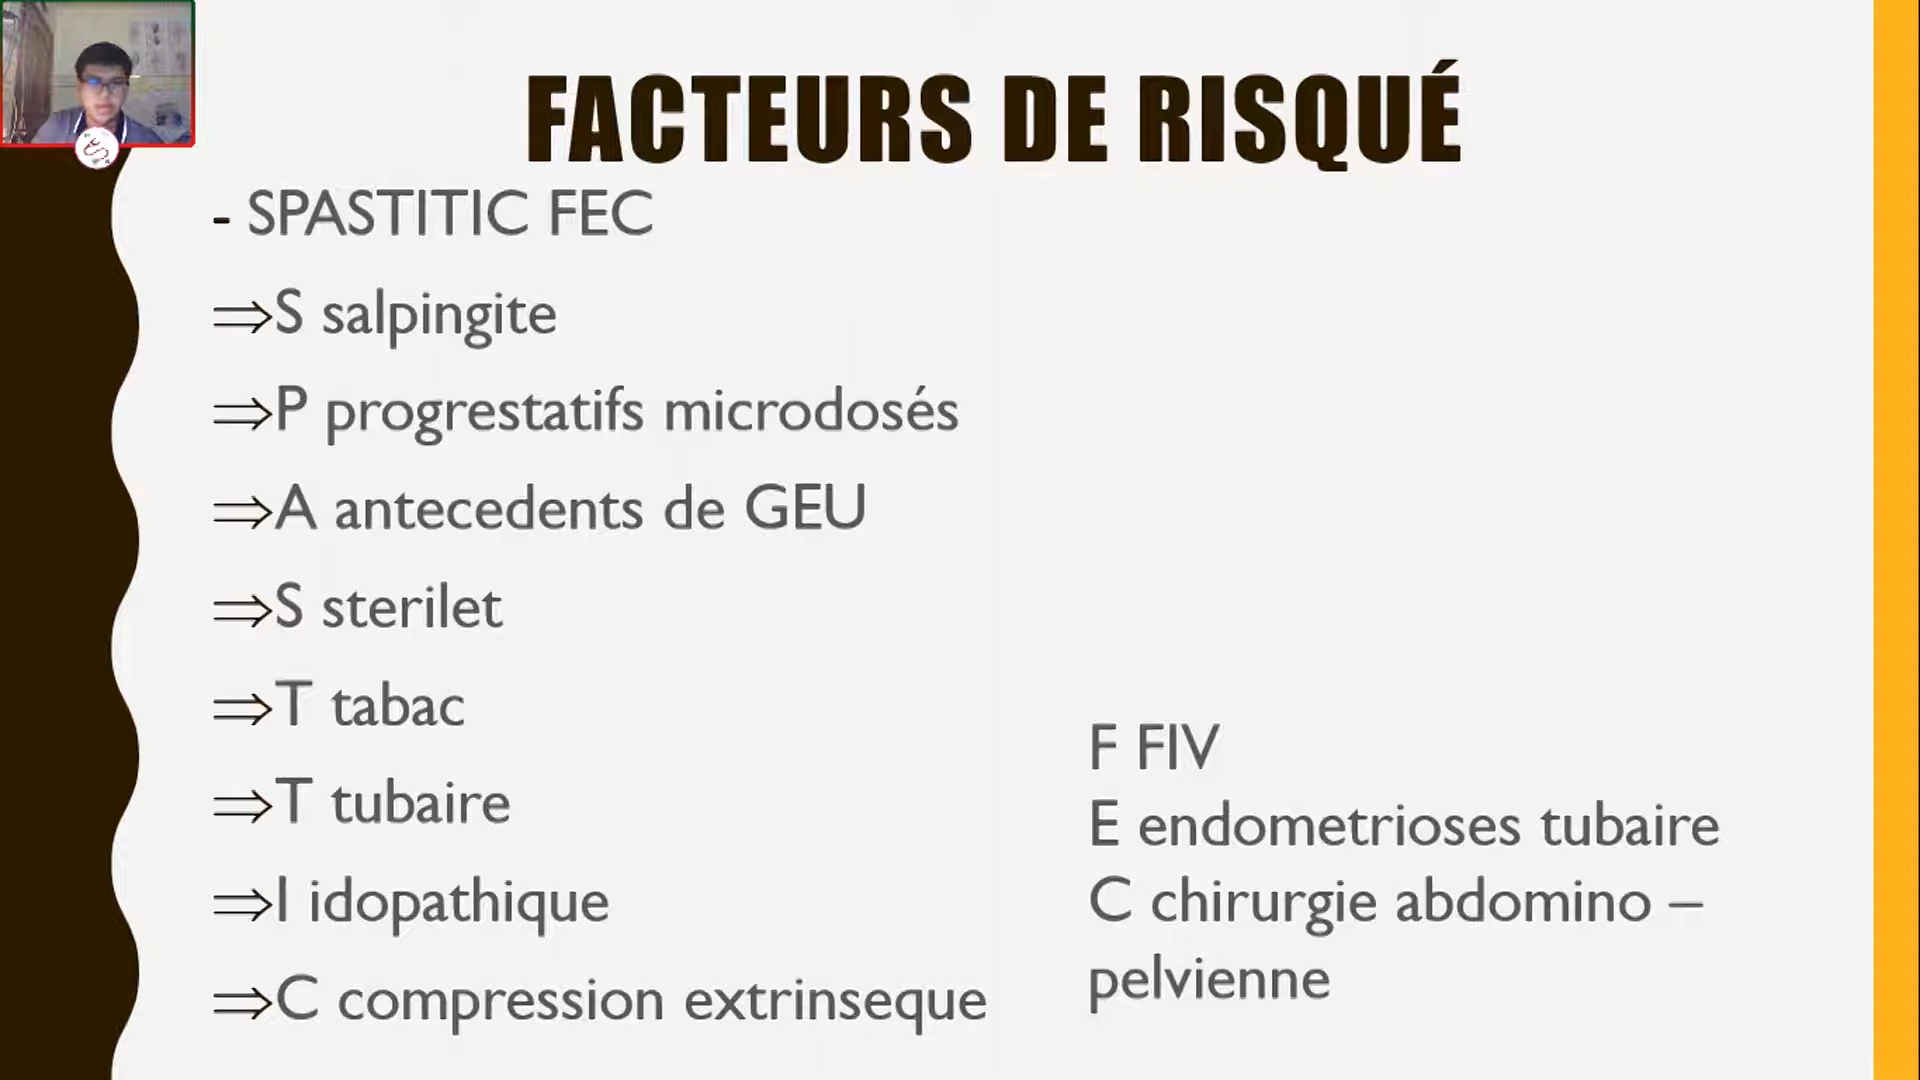 FACTEURS DE RISQUÉ
- SPASTITIC FEC
⇒S salpingite
⇒P progrestatifs microdosés
⇒A antecedents de GEU
⇒S sterilet
⇒T tabac
⇒T tubaire
⇒I idopathique
⇒C compression extrinseque
F FIV
E endometrioses tubaire
C chirurgie abdomino –
pelvienne